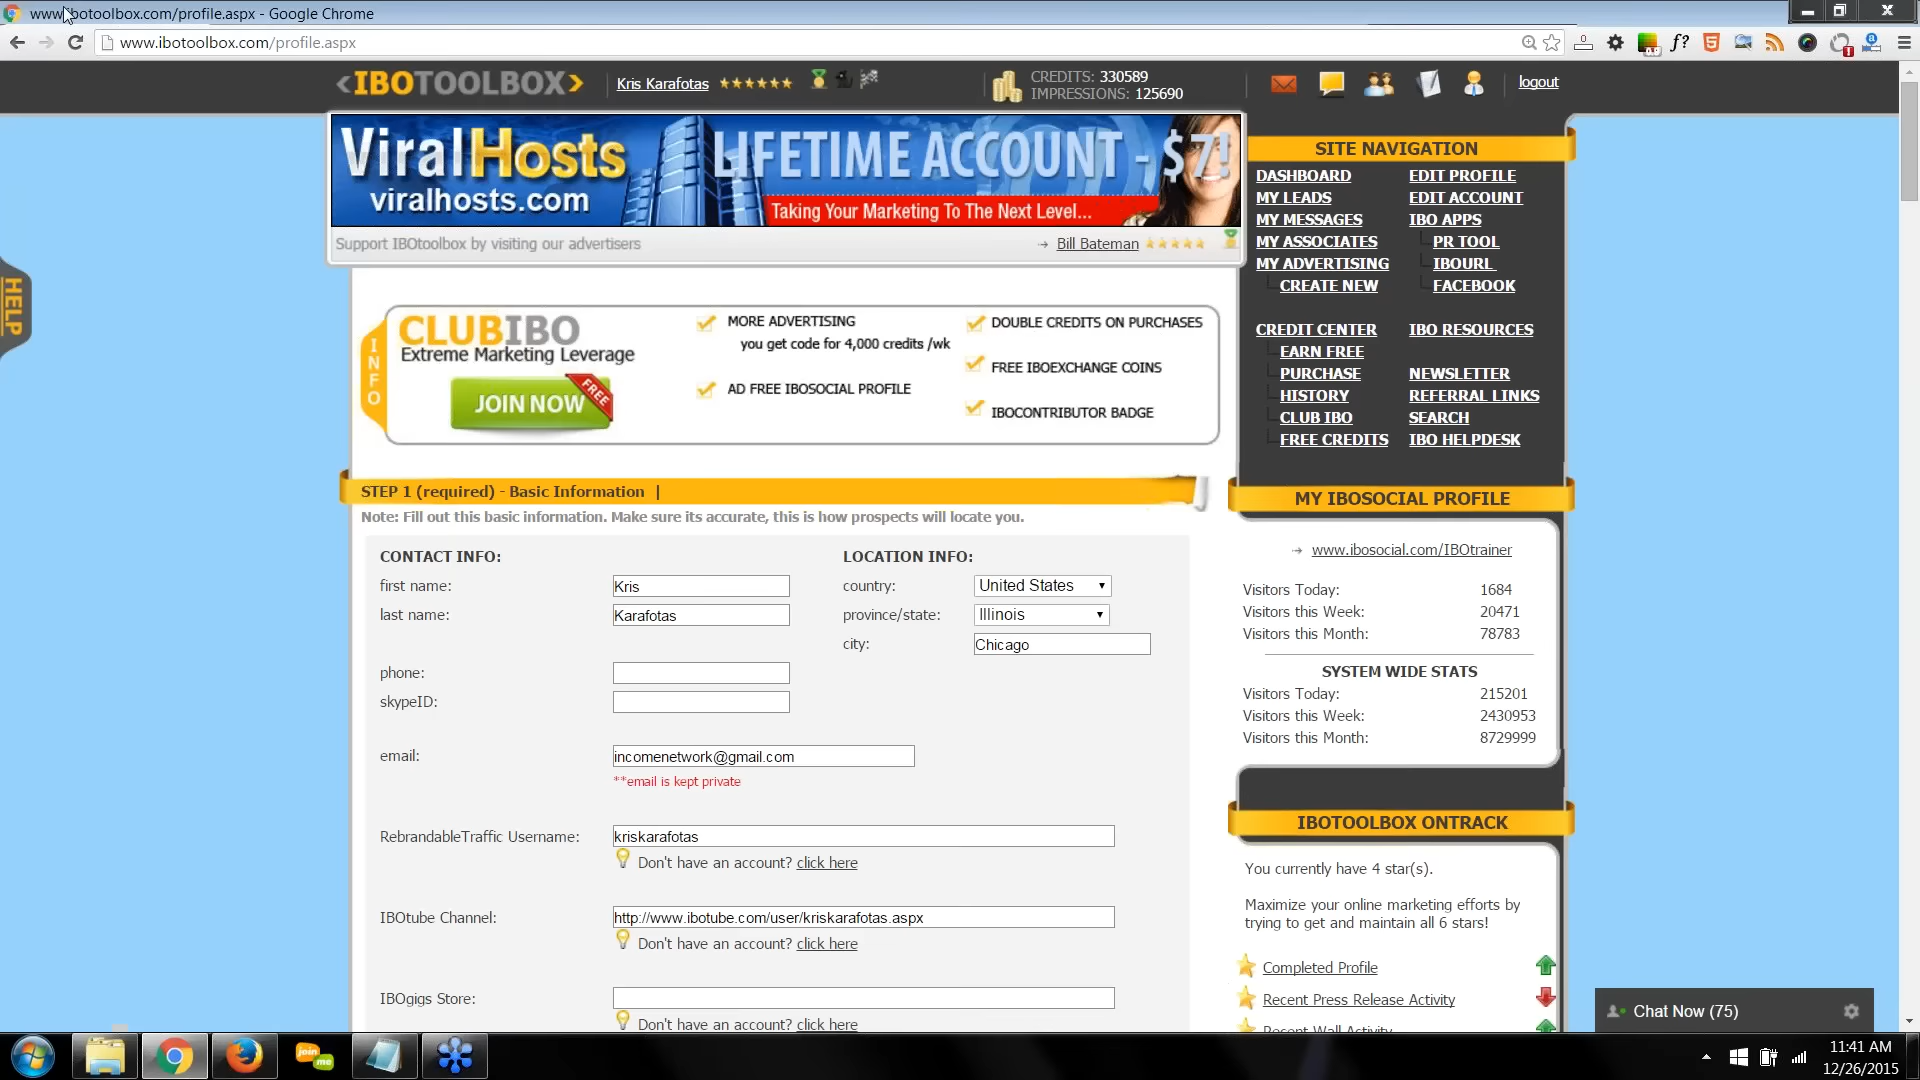 www.ibotoolbox.com/profile.aspx - Google Chrome
www.ibotoolbox.com/profile.aspx
<IBOTOOLBOX>
Kris Karafotas
CREDITS: 330589
IMPRESSIONS: 125690
logout
ViralHosts
viralhosts.com
LIFETIME ACCOUNT - $7!
Taking Your Marketing To The Next Level...
Support IBOtoolbox by visiting our advertisers
Bill Bateman
HELP
INFO
CLUBIBO
Extreme Marketing Leverage
JOIN NOW
FREE
MORE ADVERTISING
you get code for 4,000 credits /wk
AD FREE IBOSOCIAL PROFILE
DOUBLE CREDITS ON PURCHASES
FREE IBOEXCHANGE COINS
IBOCONTRIBUTOR BADGE
STEP 1 (required) - Basic Information |
Note: Fill out this basic information. Make sure its accurate, this is how prospects will locate you.
CONTACT INFO:
first name: Kris
last name: Karafotas
phone:
skypeID:
email: incomenetwork@gmail.com
**email is kept private
RebrandableTraffic Username: kriskarafotas
Don't have an account? click here
IBOtube Channel: http://www.ibotube.com/user/kriskarafotas.aspx
Don't have an account? click here
IBOgigs Store:
Don't have an account? click here
LOCATION INFO:
country: United States
province/state: Illinois
city: Chicago
SITE NAVIGATION
DASHBOARD
MY LEADS
MY MESSAGES
MY ASSOCIATES
MY ADVERTISING
CREATE NEW
CREDIT CENTER
EARN FREE
PURCHASE
HISTORY
CLUB IBO
FREE CREDITS
EDIT PROFILE
EDIT ACCOUNT
IBO APPS
PR TOOL
IBOURL
FACEBOOK
IBO RESOURCES
NEWSLETTER
REFERRAL LINKS
SEARCH
IBO HELPDESK
MY IBOSOCIAL PROFILE
www.ibosocial.com/IBOtrainer
Visitors Today: 1684
Visitors this Week: 20471
Visitors this Month: 78783
SYSTEM WIDE STATS
Visitors Today: 215201
Visitors this Week: 2430953
Visitors this Month: 8729999
IBOTOOLBOX ONTRACK
You currently have 4 star(s).
Maximize your online marketing efforts by
trying to get and maintain all 6 stars!
Completed Profile
Recent Press Release Activity
Recent Wall Activity
Chat Now (75)
join me
11:41 AM
12/26/2015